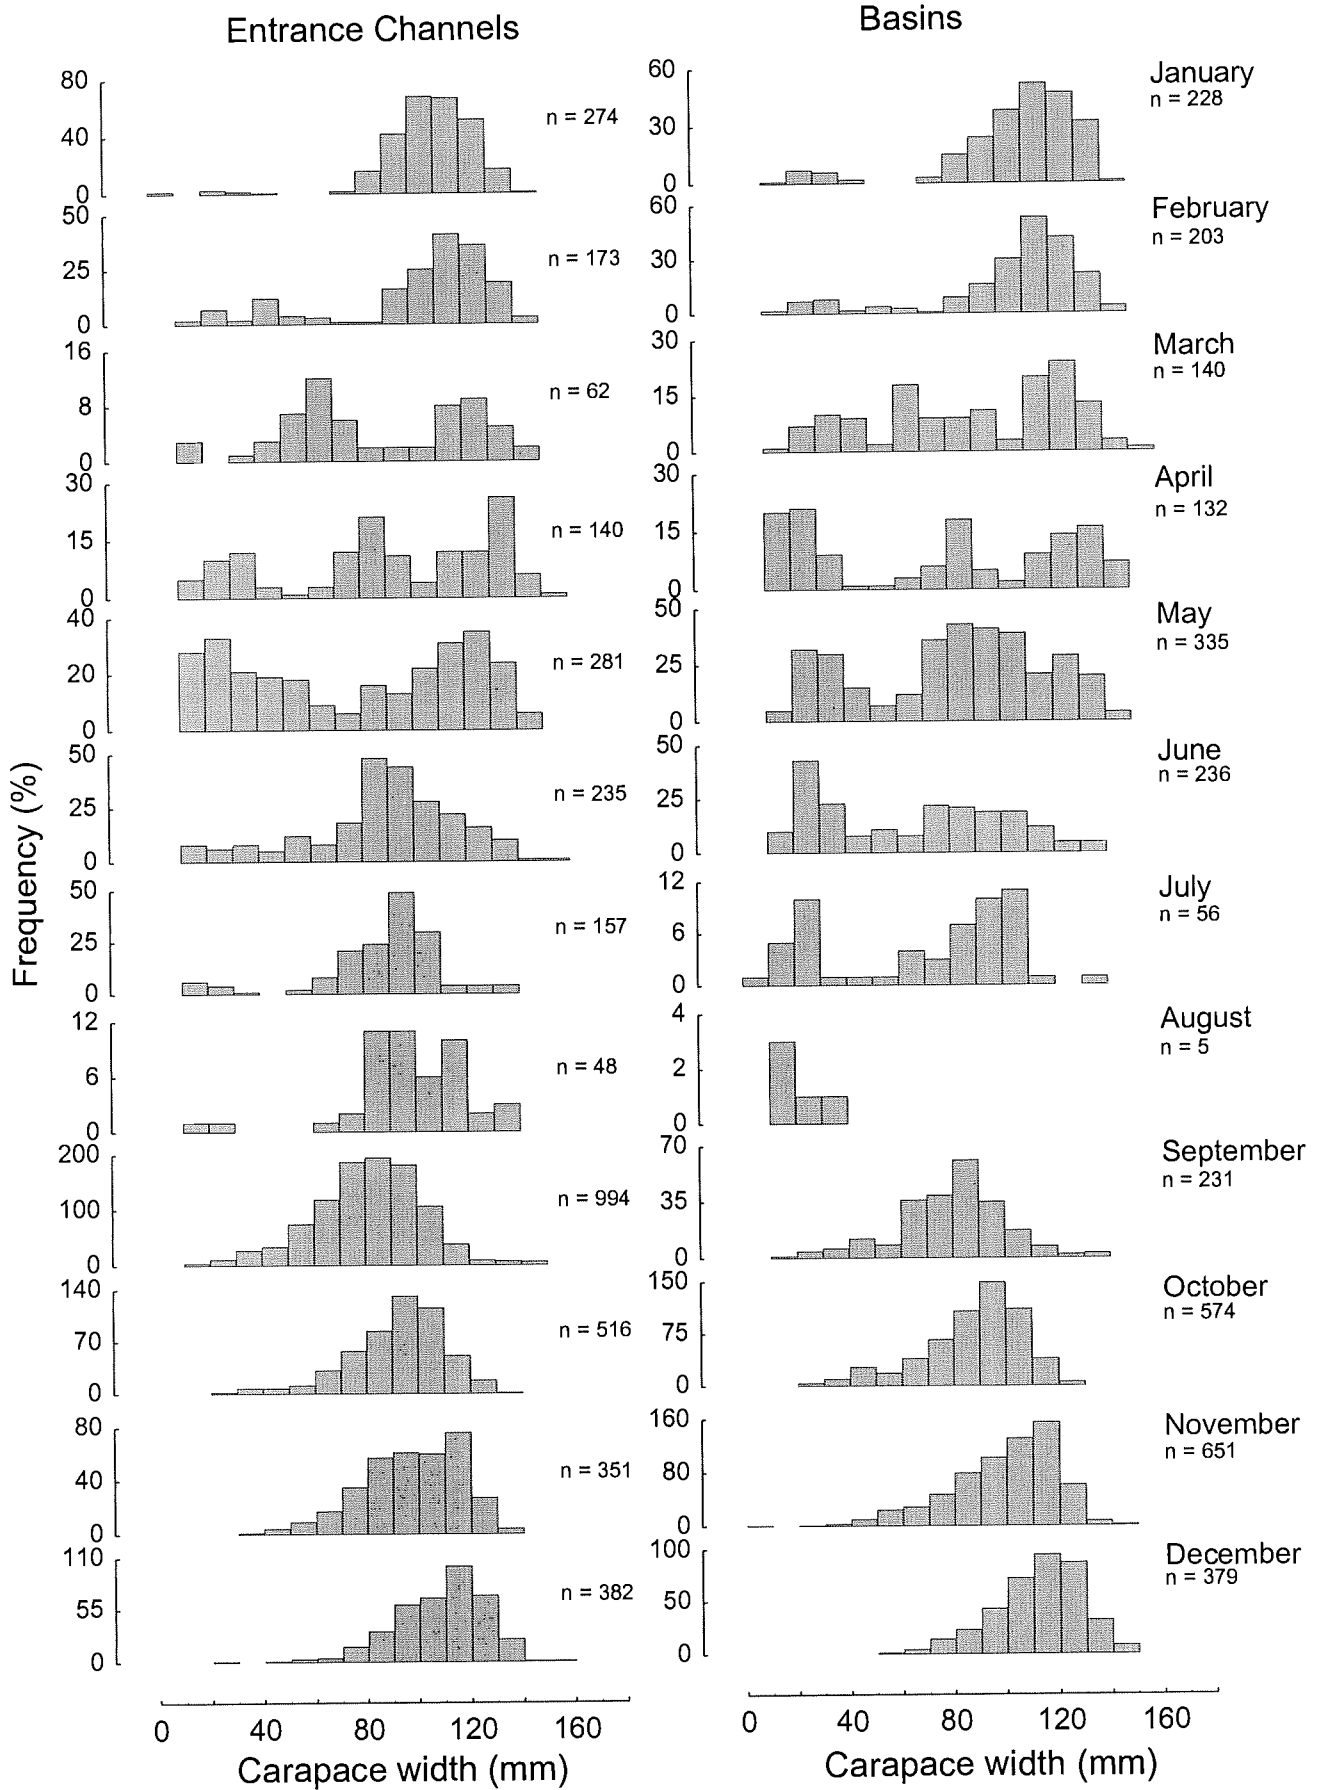 Entrance Channels
Basins
Frequency (%)
80
40
0
n = 274
60
30
0
January
n = 228
50
25
0
n = 173
60
30
0
February
n = 203
16
8
0
n = 62
30
15
0
March
n = 140
30
15
0
n = 140
30
15
0
April
n = 132
40
20
0
n = 281
50
25
0
May
n = 335
50
25
0
n = 235
50
25
0
June
n = 236
50
25
0
n = 157
12
6
0
July
n = 56
12
6
0
n = 48
4
2
0
August
n = 5
200
100
0
n = 994
70
35
0
September
n = 231
140
70
0
n = 516
150
75
0
October
n = 574
80
40
0
n = 351
160
80
0
November
n = 651
110
55
0
n = 382
100
50
0
December
n = 379
0 40 80 120 160
Carapace width (mm)
0 40 80 120 160
Carapace width (mm)